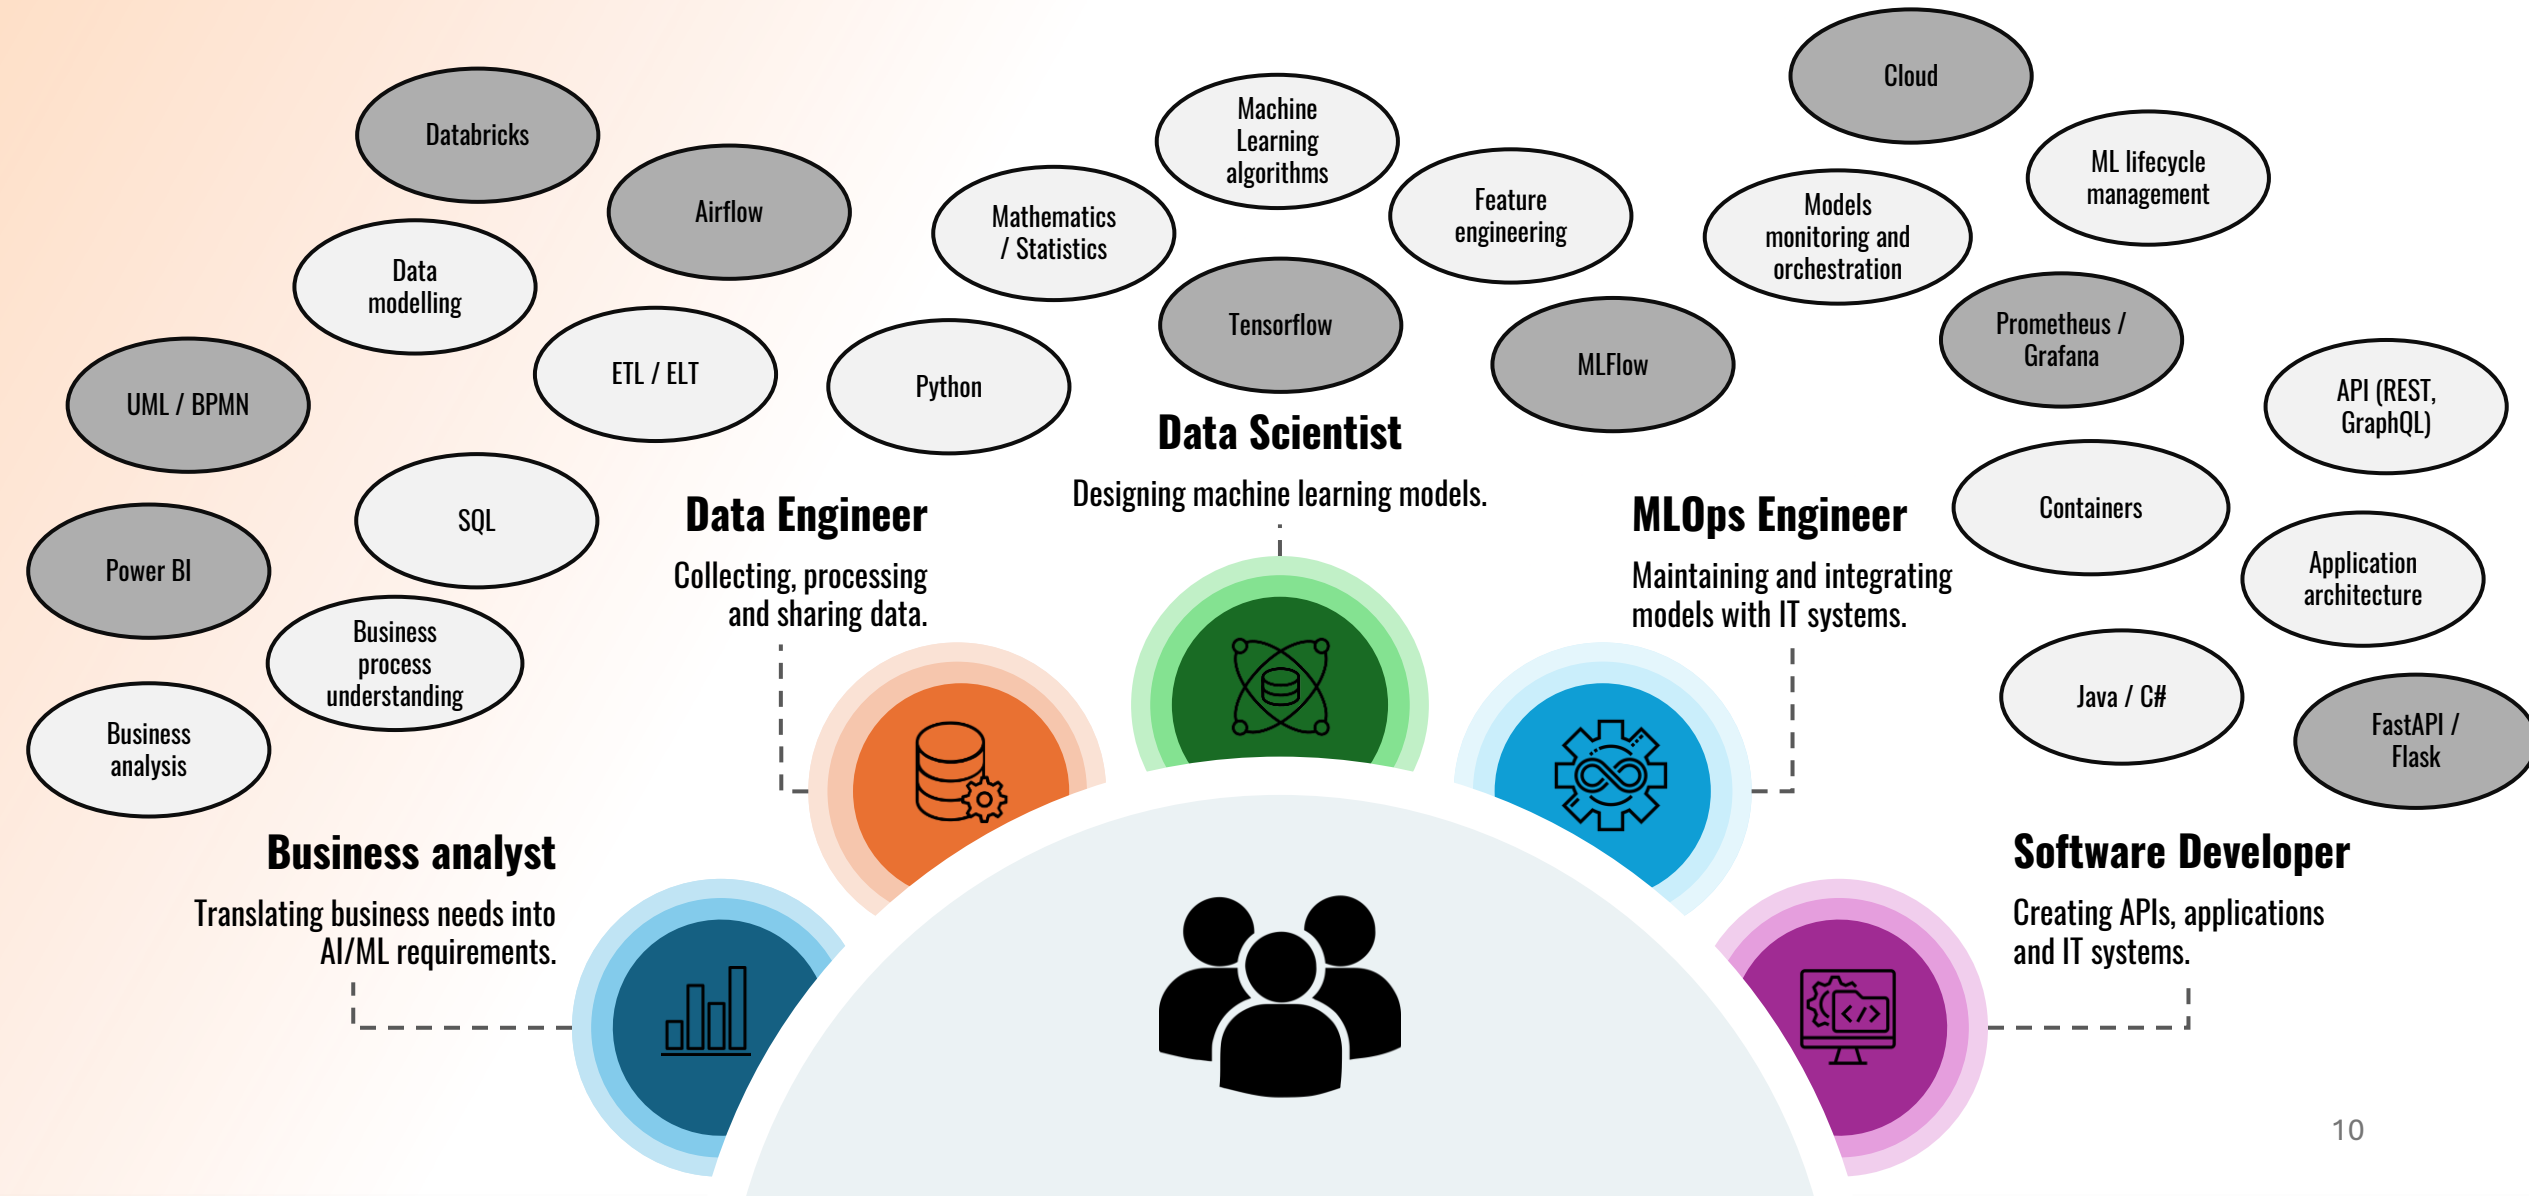 Cloud
Databricks
Machine
Learning
algorithms
ML lifecycle
management
Airflow
Mathematics
/ Statistics
Feature
engineering
Models
monitoring and
orchestration
Data
modelling
Tensorflow
Prometheus /
Grafana
UML / BPMN
ETL / ELT
Python
MLFlow
API (REST,
GraphQL)
Data Scientist
Designing machine learning models.
SQL
Data Engineer
Collecting, processing
and sharing data.
MLOps Engineer
Maintaining and integrating
models with IT systems.
Containers
Power BI
Application
architecture
Business
process
understanding
Java / C#
Business
analysis
FastAPI /
Flask
Business analyst
Translating business needs into
AI/ML requirements.
Software Developer
Creating APIs, applications
and IT systems.
</>
10